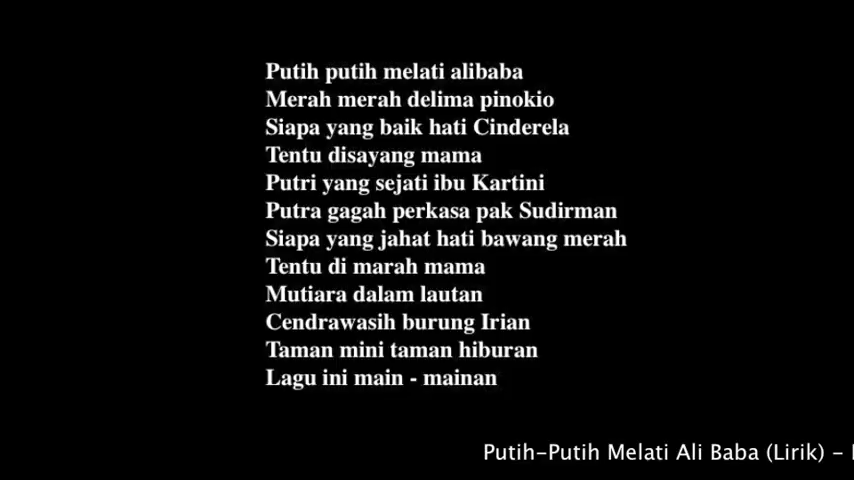 Putih putih melati alibaba
Merah merah delima pinokio
Siapa yang baik hati Cinderela
Tentu disayang mama
Putri yang sejati ibu Kartini
Putra gagah perkasa pak Sudirman
Siapa yang jahat hati bawang merah
Tentu di marah mama
Mutiara dalam lautan
Cendrawasih burung Irian
Taman mini taman hiburan
Lagu ini main - mainan
Putih-Putih Melati Ali Baba (Lirik) -